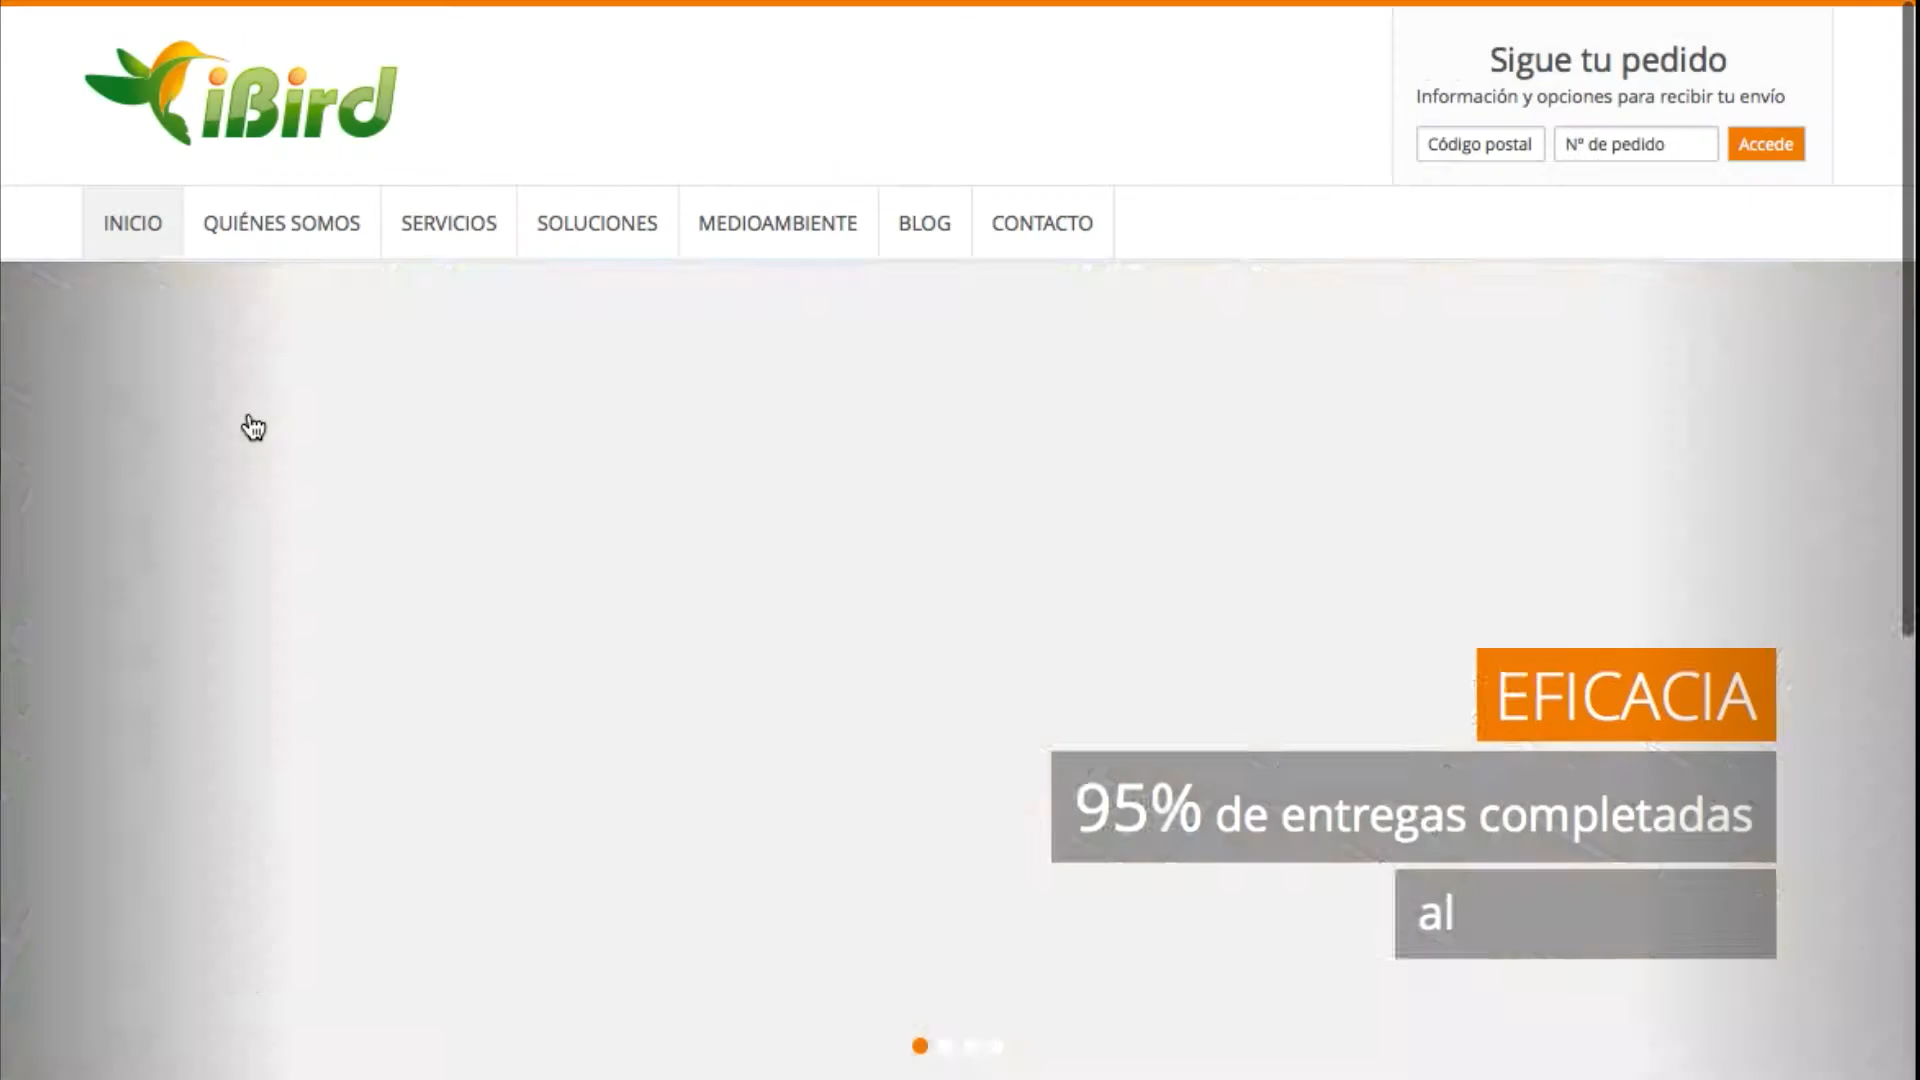 iBird
Sigue tu pedido
Información y opciones para recibir tu envío
Código postal
Nº de pedido
Accede
INICIO
QUIÉNES SOMOS
SERVICIOS
SOLUCIONES
MEDIOAMBIENTE
BLOG
CONTACTO
EFICACIA
95% de entregas completadas
al